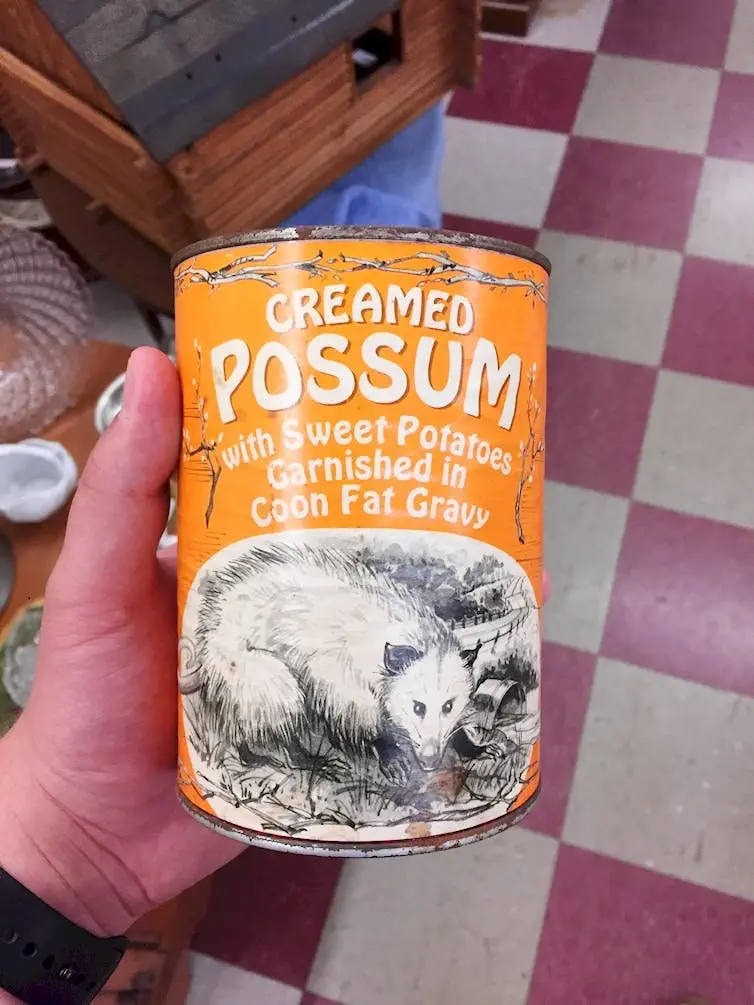 CREAMED
POSSUM
with Sweet Potatoes
Garnished in
Coon Fat Gravy